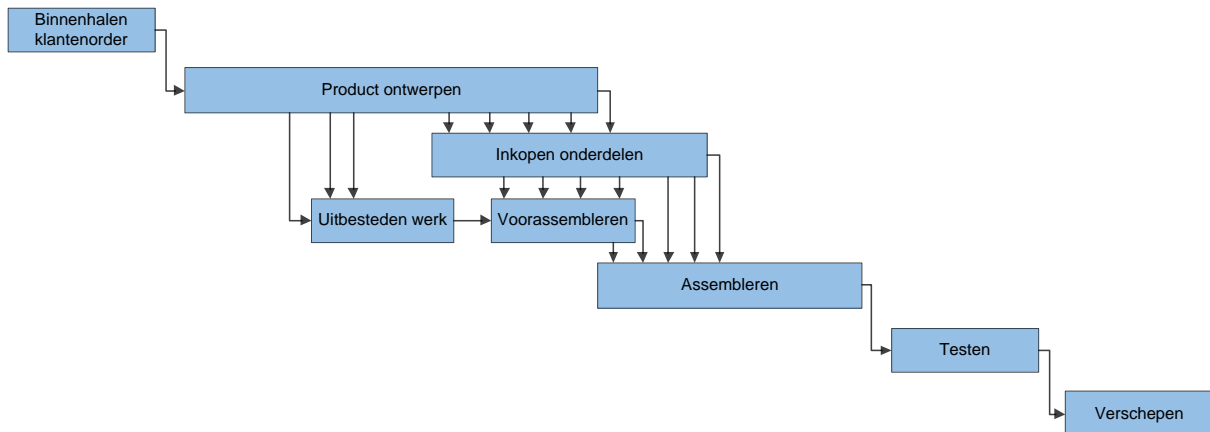 Binnenhalen
klantenorder
Product ontwerpen
Inkopen onderdelen
Uitbesteden werk
Voorassembleren
Assembleren
Testen
Verschepen